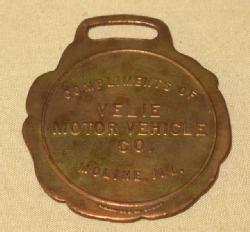 COMPLIMENTS OF
VELIE
MOTOR VEHICLE
CO.
MOLINE, ILL.